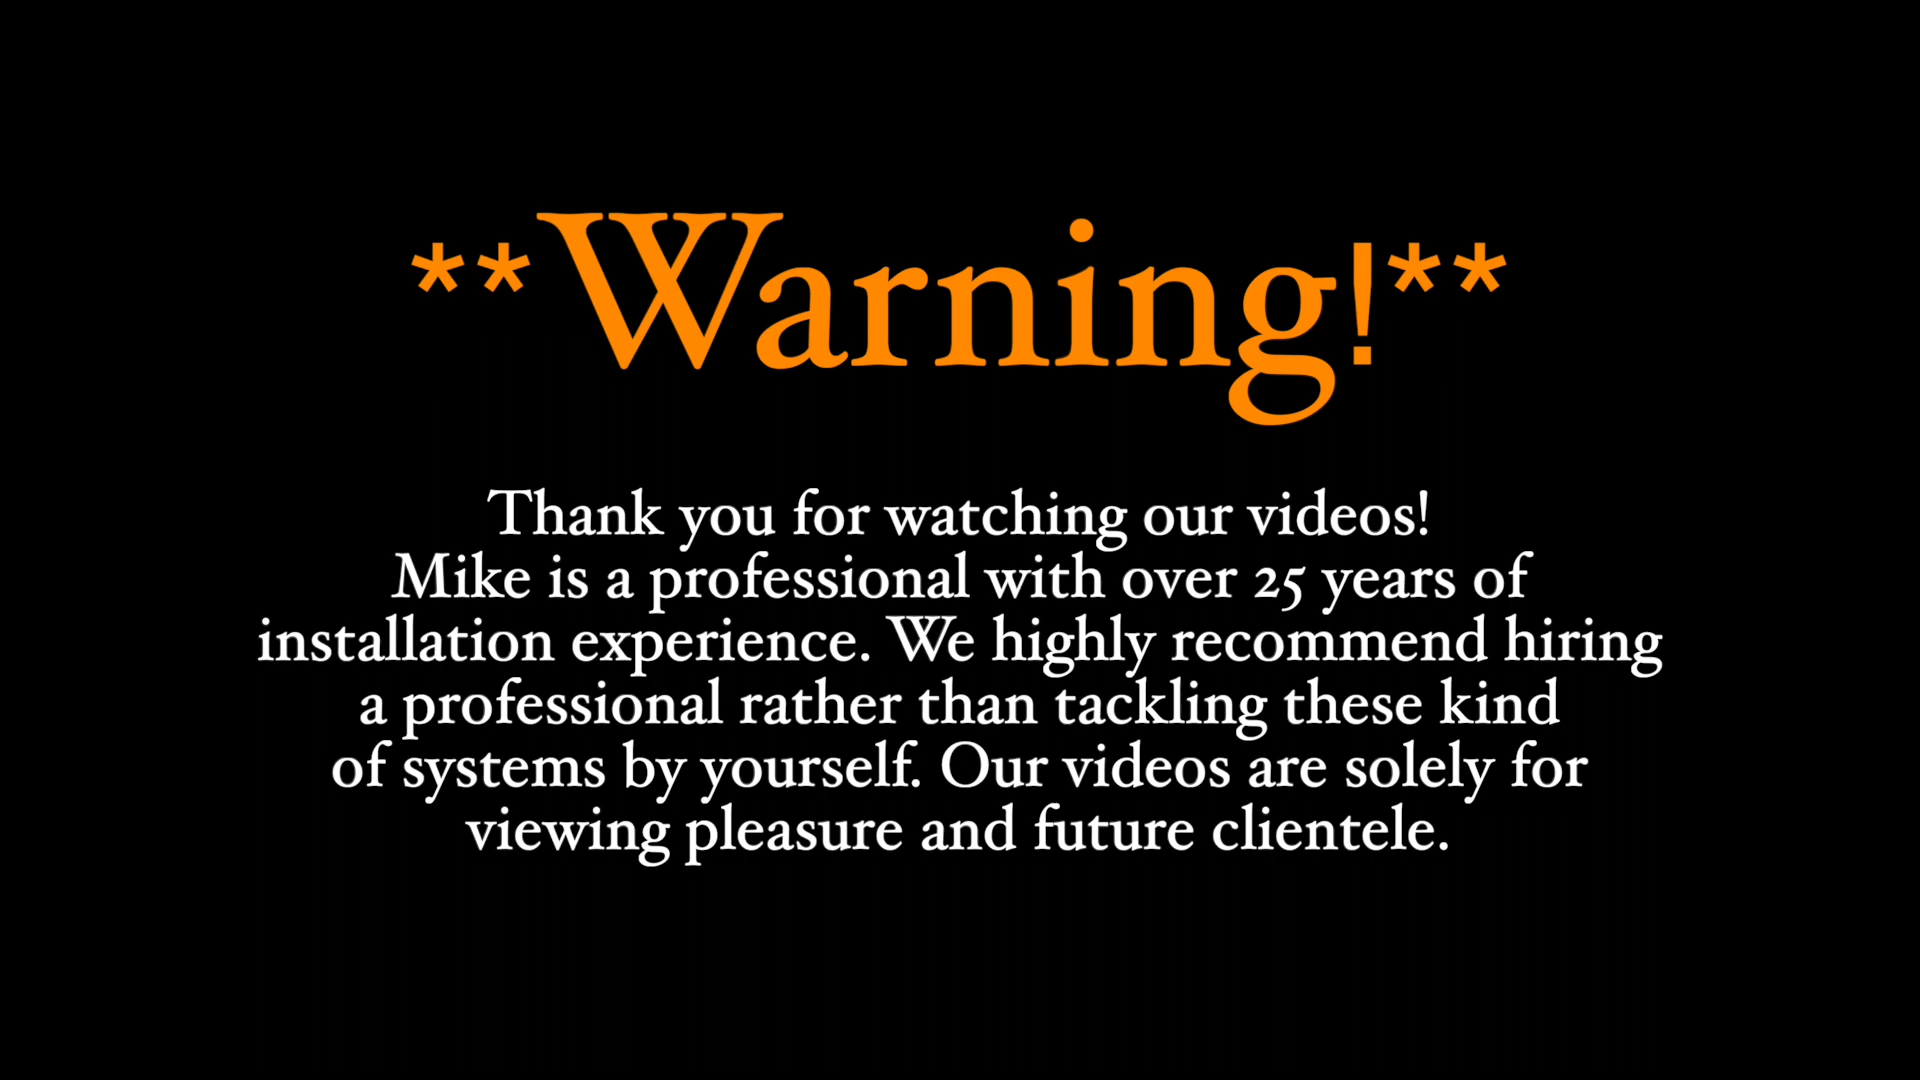 **Warning!**
Thank you for watching our videos!
Mike is a professional with over 25 years of
installation experience. We highly recommend hiring
a professional rather than tackling these kind
of systems by yourself. Our videos are solely for
viewing pleasure and future clientele.